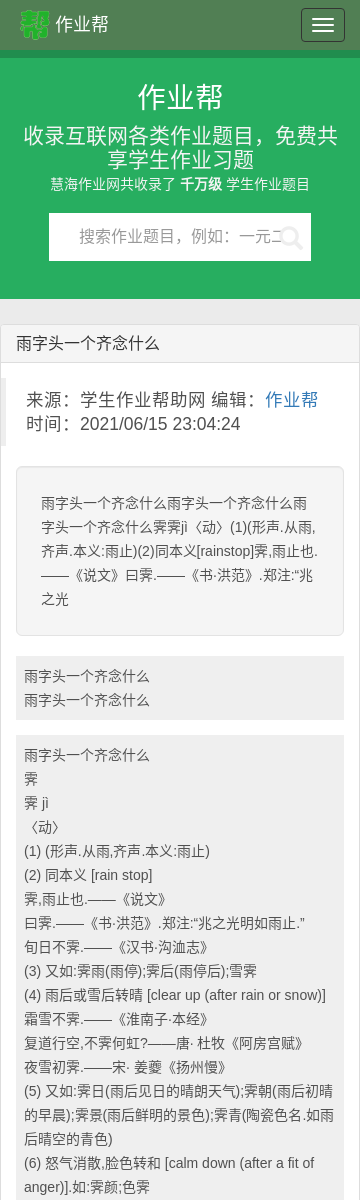 帮 作业帮
作业帮
收录互联网各类作业题目，免费共
享学生作业习题
慧海作业网共收录了 千万级 学生作业题目
搜索作业题目，例如：一元二
雨字头一个齐念什么
来源：学生作业帮助网 编辑：作业帮
时间：2021/06/15 23:04:24
雨字头一个齐念什么雨字头一个齐念什么雨
字头一个齐念什么霁霁jì〈动〉(1)(形声.从雨,
齐声.本义:雨止)(2)同本义[rainstop]霁,雨止也.
——《说文》曰霁.——《书·洪范》.郑注:“兆
之光
雨字头一个齐念什么
雨字头一个齐念什么
雨字头一个齐念什么
霁
霁 jì
〈动〉
(1) (形声.从雨,齐声.本义:雨止)
(2) 同本义 [rain stop]
霁,雨止也.——《说文》
曰霁.——《书·洪范》.郑注:“兆之光明如雨止.”
旬日不霁.——《汉书·沟洫志》
(3) 又如:霁雨(雨停);霁后(雨停后);雪霁
(4) 雨后或雪后转晴 [clear up (after rain or snow)]
霜雪不霁.——《淮南子·本经》
复道行空,不霁何虹?——唐· 杜牧《阿房宫赋》
夜雪初霁.——宋· 姜夔《扬州慢》
(5) 又如:霁日(雨后见日的晴朗天气);霁朝(雨后初晴
的早晨);霁景(雨后鲜明的景色);霁青(陶瓷色名.如雨
后晴空的青色)
(6) 怒气消散,脸色转和 [calm down (after a fit of
anger)].如:霁颜;色霁